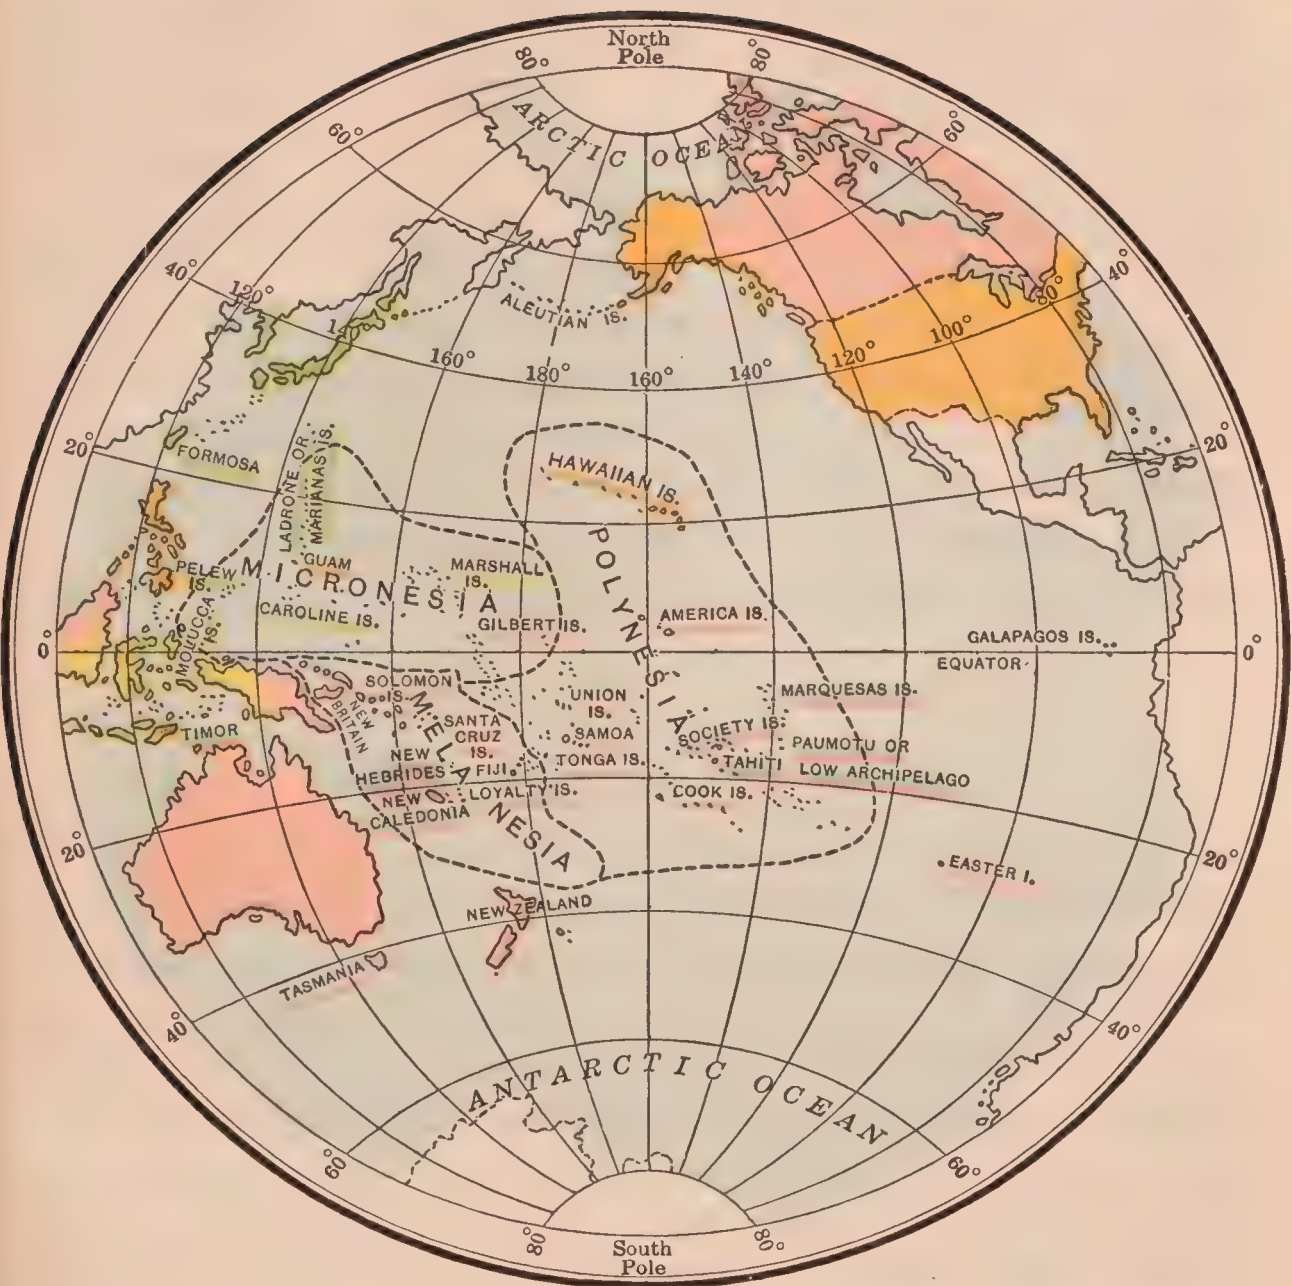 North
Pole
80°
80°
ARCTIC OCEAN
60°
60°
40°
120°
14
ALEUTIAN IS.
160°
180°
160°
140°
120°
100°
80°
40°
20°
FORMOSA
LADRONE OR
MARIANAS IS.
HAWAIIAN IS.
20°
PELEW
IS.
GUAM
MICRONESIA
MARSHALL
IS.
CAROLINE IS.
GILBERT IS.
POLYNESIA
AMERICA IS.
MOLUCCA
IS.
0°
EQUATOR
GALAPAGOS IS.
0°
SOLOMON
IS.
NEW
BRITAIN
MELANESIA
SANTA
CRUZ
IS.
UNION
IS.
MARQUESAS IS.
TIMOR
SAMOA
SOCIETY IS.
PAUMOTU OR
LOW ARCHIPELAGO
NEW
HEBRIDES
FIJI
TONGA IS.
TAHITI
NEW
CALEDONIA
LOYALTY IS.
COOK IS.
20°
20°
EASTER I.
NEW ZEALAND
TASMANIA
40°
40°
ANTARCTIC OCEAN
60°
60°
80°
80°
South
Pole